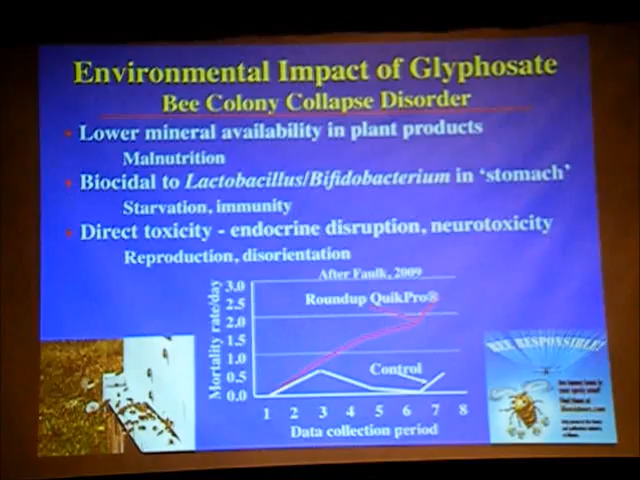 Environmental Impact of Glyphosate
Bee Colony Collapse Disorder
• Lower mineral availability in plant products
Malnutrition
• Biocidal to Lactobacillus/Bifidobacterium in ‘stomach’
Starvation, immunity
• Direct toxicity - endocrine disruption, neurotoxicity
Reproduction, disorientation
After Faulk, 2009
Roundup QuikPro®
Control
Mortality rate/day
3.0
2.5
2.0
1.5
1.0
0.5
0.0
1 2 3 4 5 6 7 8
Data collection period
BEE RESPONSIBLE!